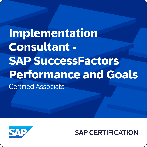 Implementation
Consultant -
SAP SuccessFactors
Performance and Goals
Certified Associate
SAP
SAP CERTIFICATION